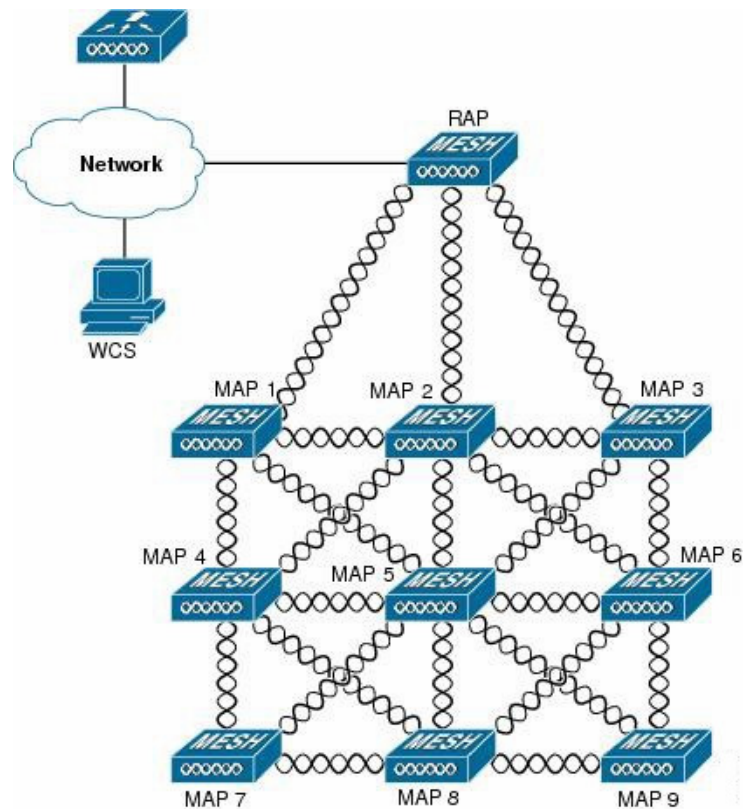 RAP
MESH
Network
WCS
MAP 1
MAP 2
MAP 3
MESH
MESH
MESH
MAP 4
MAP 5
MAP 6
MESH
MESH
MESH
MESH
MESH
MESH
MAP 7
MAP 8
MAP 9